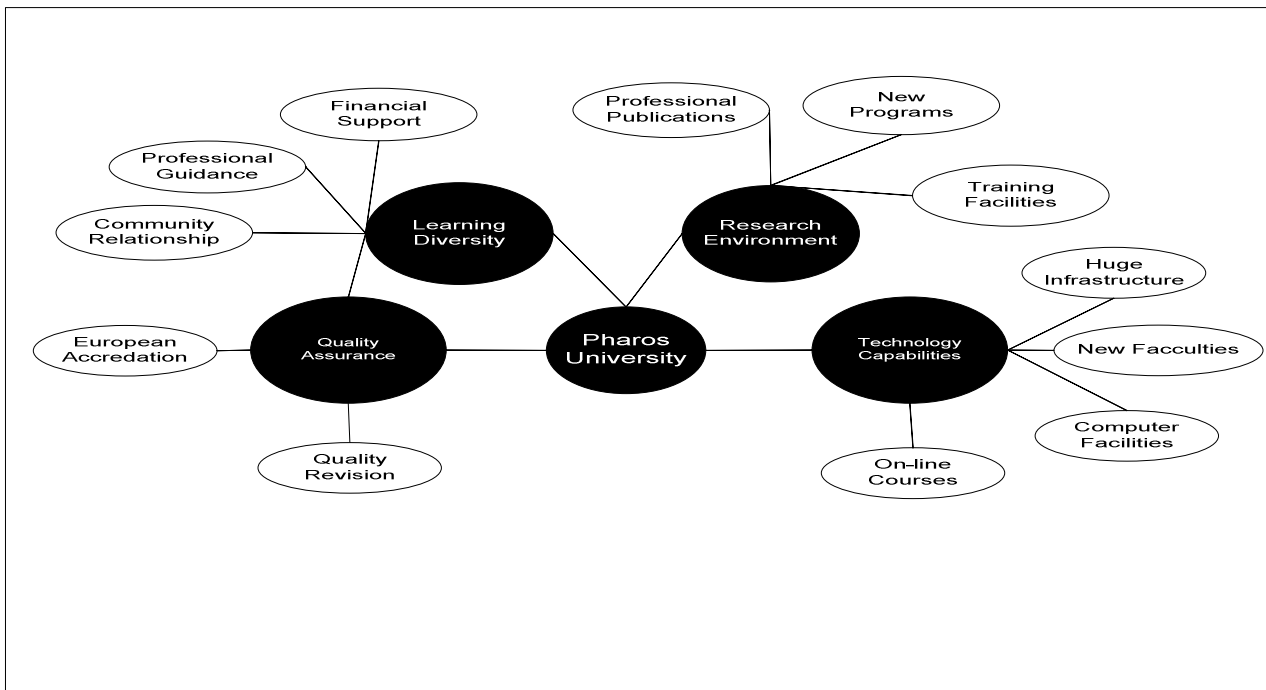 Financial
Support
Professional
Publications
New
Programs
Professional
Guidance
Training
Facilities
Community
Relationship
Learning
Diversity
Research
Environment
Huge
Infrastructure
European
Accredation
Quality
Assurance
Pharos
University
Technology
Capabilities
New Facculties
Computer
Facilities
Quality
Revision
On-line
Courses